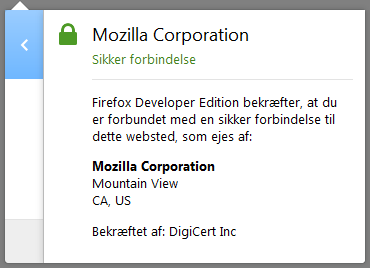 Mozilla Corporation
Sikker forbindelse
Firefox Developer Edition bekræfter, at du
er forbundet med en sikker forbindelse til
dette websted, som ejes af:
Mozilla Corporation
Mountain View
CA, US
Bekræftet af: DigiCert Inc